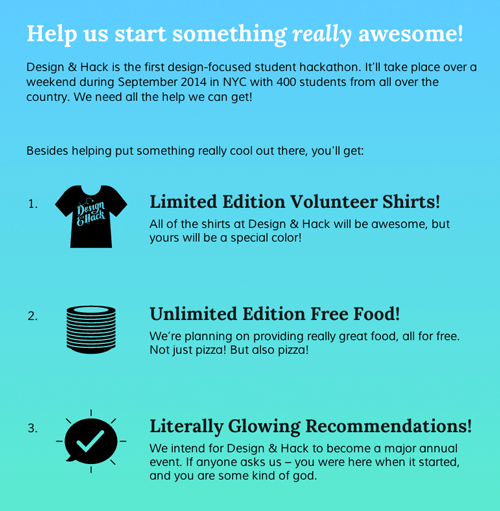 Help us start something really awesome!
Design & Hack is the first design-focused student hackathon. It'll take place over a
weekend during September 2014 in NYC with 400 students from all over the
country. We need all the help we can get!
Besides helping put something really cool out there, you'll get:
1.
Design
& Hack
Limited Edition Volunteer Shirts!
All of the shirts at Design & Hack will be awesome, but
yours will be a special color!
2.
Unlimited Edition Free Food!
We're planning on providing really great food, all for free.
Not just pizza! But also pizza!
3.
Literally Glowing Recommendations!
We intend for Design & Hack to become a major annual
event. If anyone asks us – you were here when it started,
and you are some kind of god.